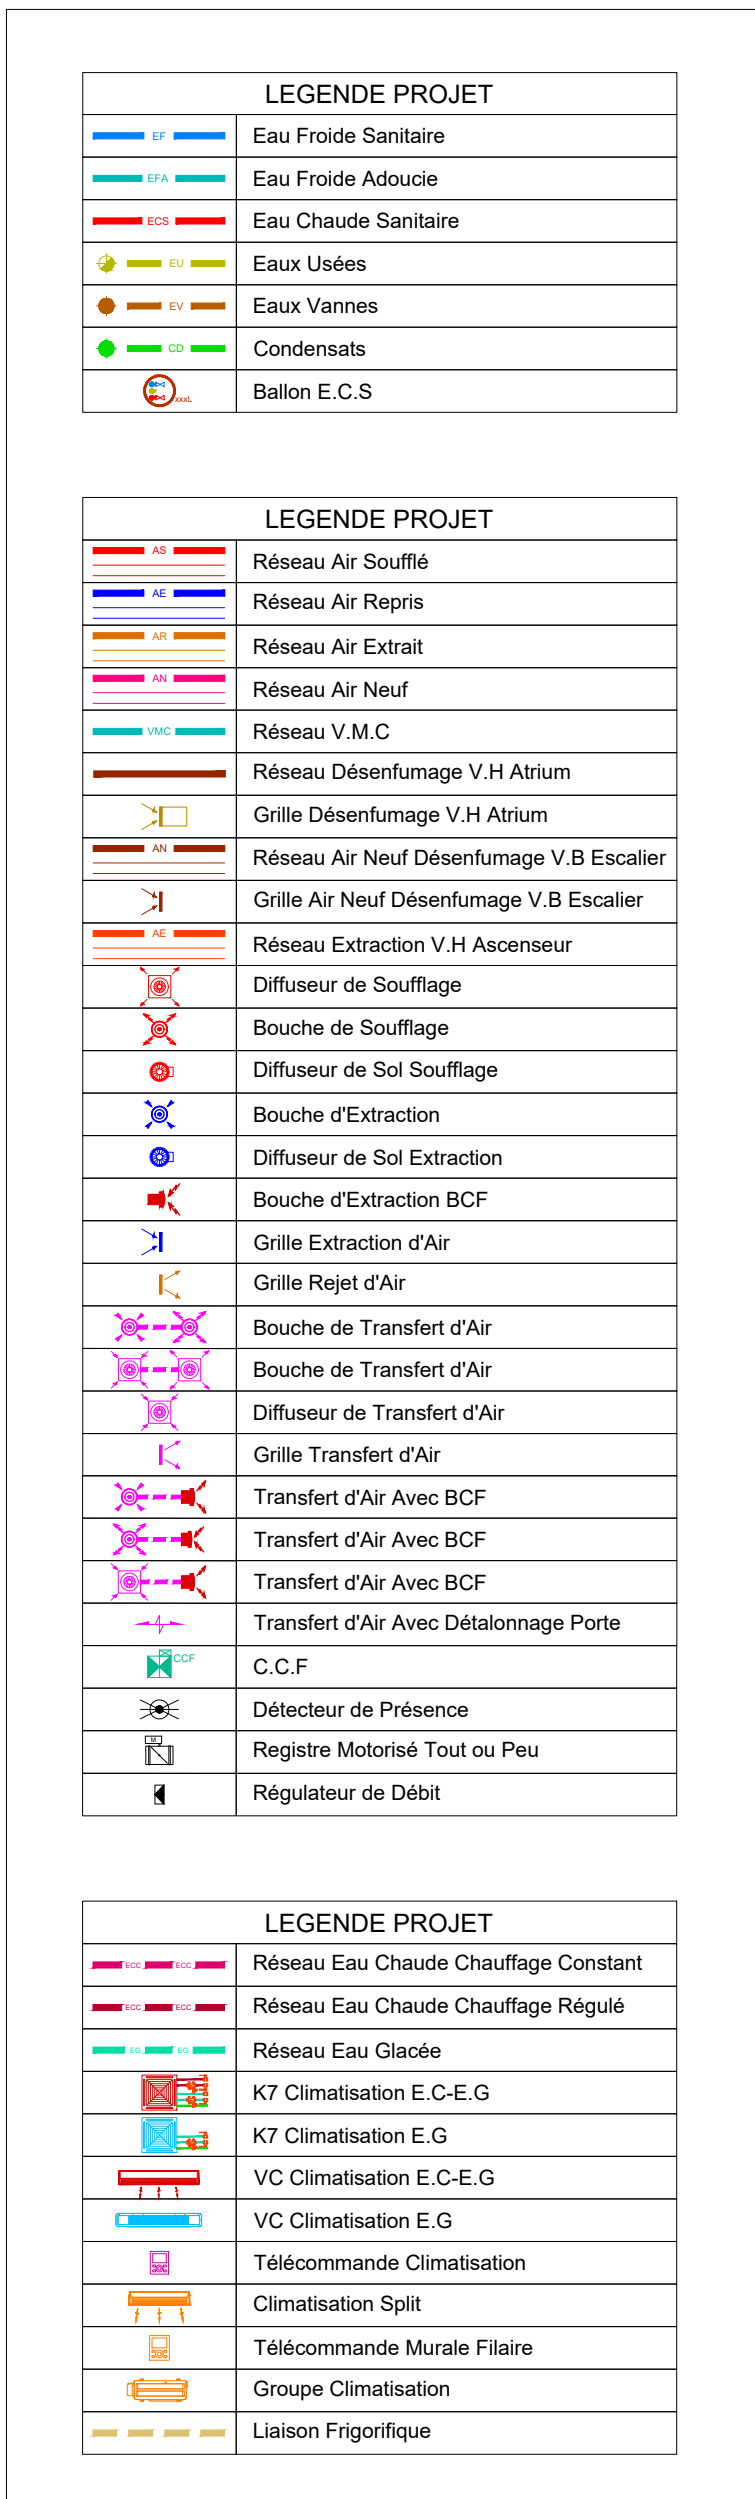 LEGENDE PROJET
EF Eau Froide Sanitaire
EFA Eau Froide Adoucie
ECS Eau Chaude Sanitaire
EU Eaux Usées
EV Eaux Vannes
CD Condensats
xxxL Ballon E.C.S
LEGENDE PROJET
AS Réseau Air Soufflé
AE Réseau Air Repris
AR Réseau Air Extrait
AN Réseau Air Neuf
VMC Réseau V.M.C
Réseau Désenfumage V.H Atrium
Grille Désenfumage V.H Atrium
AN Réseau Air Neuf Désenfumage V.B Escalier
Grille Air Neuf Désenfumage V.B Escalier
AE Réseau Extraction V.H Ascenseur
Diffuseur de Soufflage
Bouche de Soufflage
Diffuseur de Sol Soufflage
Bouche d'Extraction
Diffuseur de Sol Extraction
Bouche d'Extraction BCF
Grille Extraction d'Air
Grille Rejet d'Air
Bouche de Transfert d'Air
Bouche de Transfert d'Air
Diffuseur de Transfert d'Air
Grille Transfert d'Air
Transfert d'Air Avec BCF
Transfert d'Air Avec BCF
Transfert d'Air Avec BCF
Transfert d'Air Avec Détalonnage Porte
CCF C.C.F
Détecteur de Présence
M Registre Motorisé Tout ou Peu
Régulateur de Débit
LEGENDE PROJET
ECC ECC Réseau Eau Chaude Chauffage Constant
ECC ECC Réseau Eau Chaude Chauffage Régulé
EG EG Réseau Eau Glacée
K7 Climatisation E.C-E.G
K7 Climatisation E.G
VC Climatisation E.C-E.G
VC Climatisation E.G
Télécommande Climatisation
Climatisation Split
Télécommande Murale Filaire
Groupe Climatisation
Liaison Frigorifique